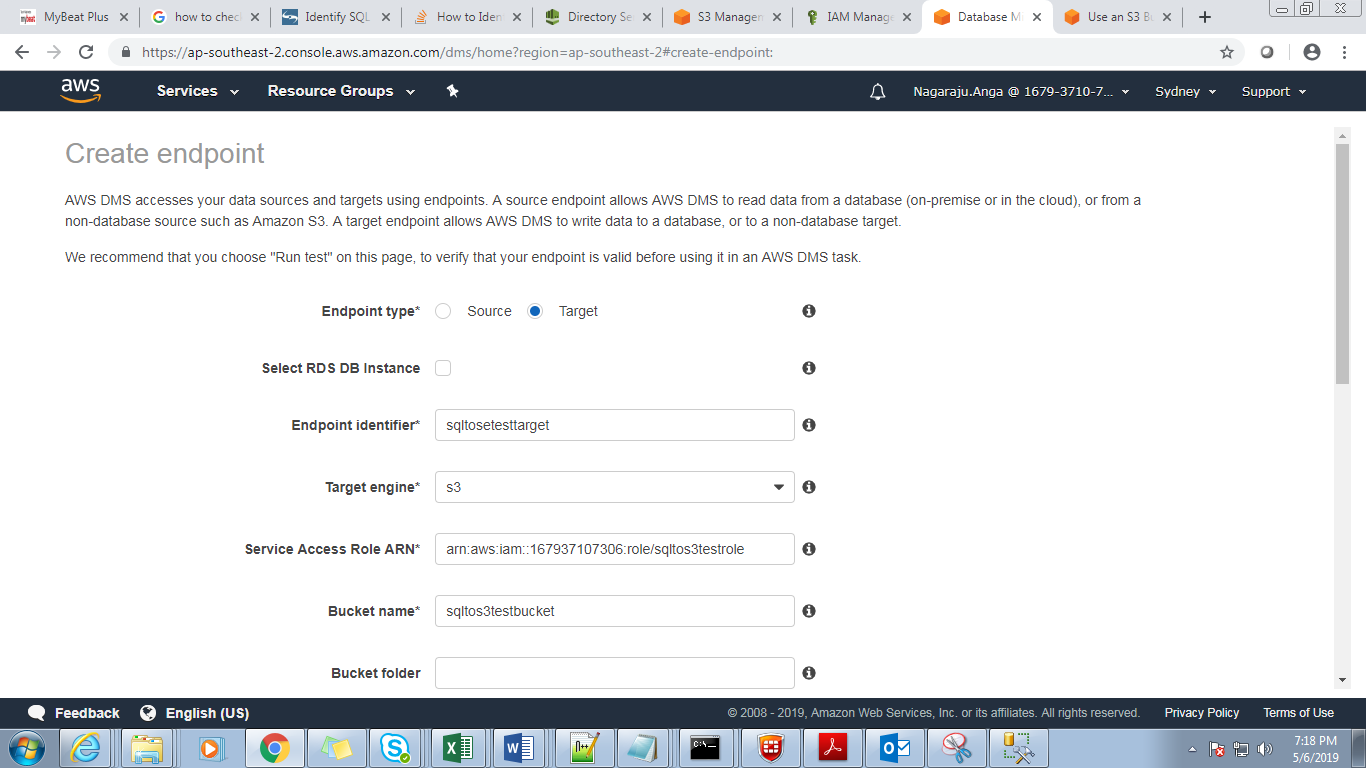 MyBeat Plus
how to chec
Identify SQL
How to Iden
Directory Se
S3 Managem
IAM Manage
Database Mi
Use an S3 Bu
https://ap-southeast-2.console.aws.amazon.com/dms/home?region=ap-southeast-2#create-endpoint:
aws
Services
Resource Groups
Nagaraju.Anga @ 1679-3710-7...
Sydney
Support
Create endpoint
AWS DMS accesses your data sources and targets using endpoints. A source endpoint allows AWS DMS to read data from a database (on-premise or in the cloud), or from a
non-database source such as Amazon S3. A target endpoint allows AWS DMS to write data to a database, or to a non-database target.
We recommend that you choose "Run test" on this page, to verify that your endpoint is valid before using it in an AWS DMS task.
Endpoint type* Source Target
Select RDS DB Instance
Endpoint identifier* sqltosetesttarget
Target engine* s3
Service Access Role ARN* arn:aws:iam::167937107306:role/sqltos3testrole
Bucket name* sqltos3testbucket
Bucket folder
Feedback
English (US)
© 2008 - 2019, Amazon Web Services, Inc. or its affiliates. All rights reserved.
Privacy Policy
Terms of Use
7:18 PM
5/6/2019